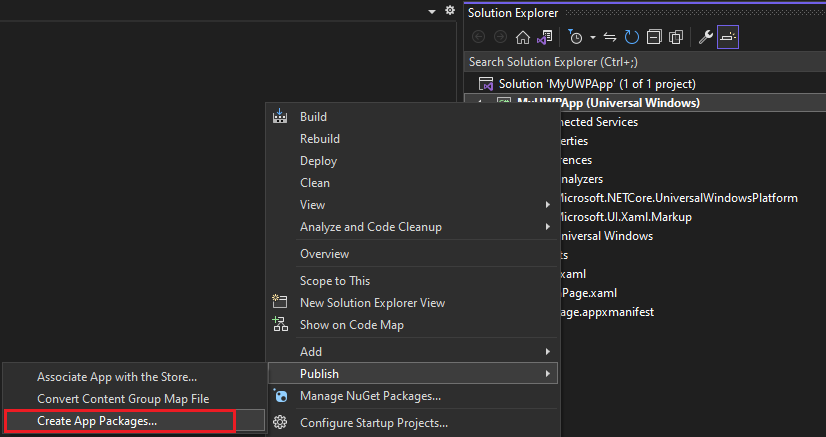 Solution Explorer
Search Solution Explorer (Ctrl+;)
Solution 'MyUWPApp' (1 of 1 project)
MyUWPApp (Universal Windows)
nected Services
erties
rences
nalyzers
Microsoft.NETCore.UniversalWindowsPlatform
Microsoft.UI.Xaml.Markup
niversal Windows
ts
xaml
Page.xaml
age.appxmanifest
Build
Rebuild
Deploy
Clean
View
Analyze and Code Cleanup
Overview
Scope to This
New Solution Explorer View
Show on Code Map
Add
Publish
Manage NuGet Packages...
Configure Startup Projects...
Associate App with the Store...
Convert Content Group Map File
Create App Packages...